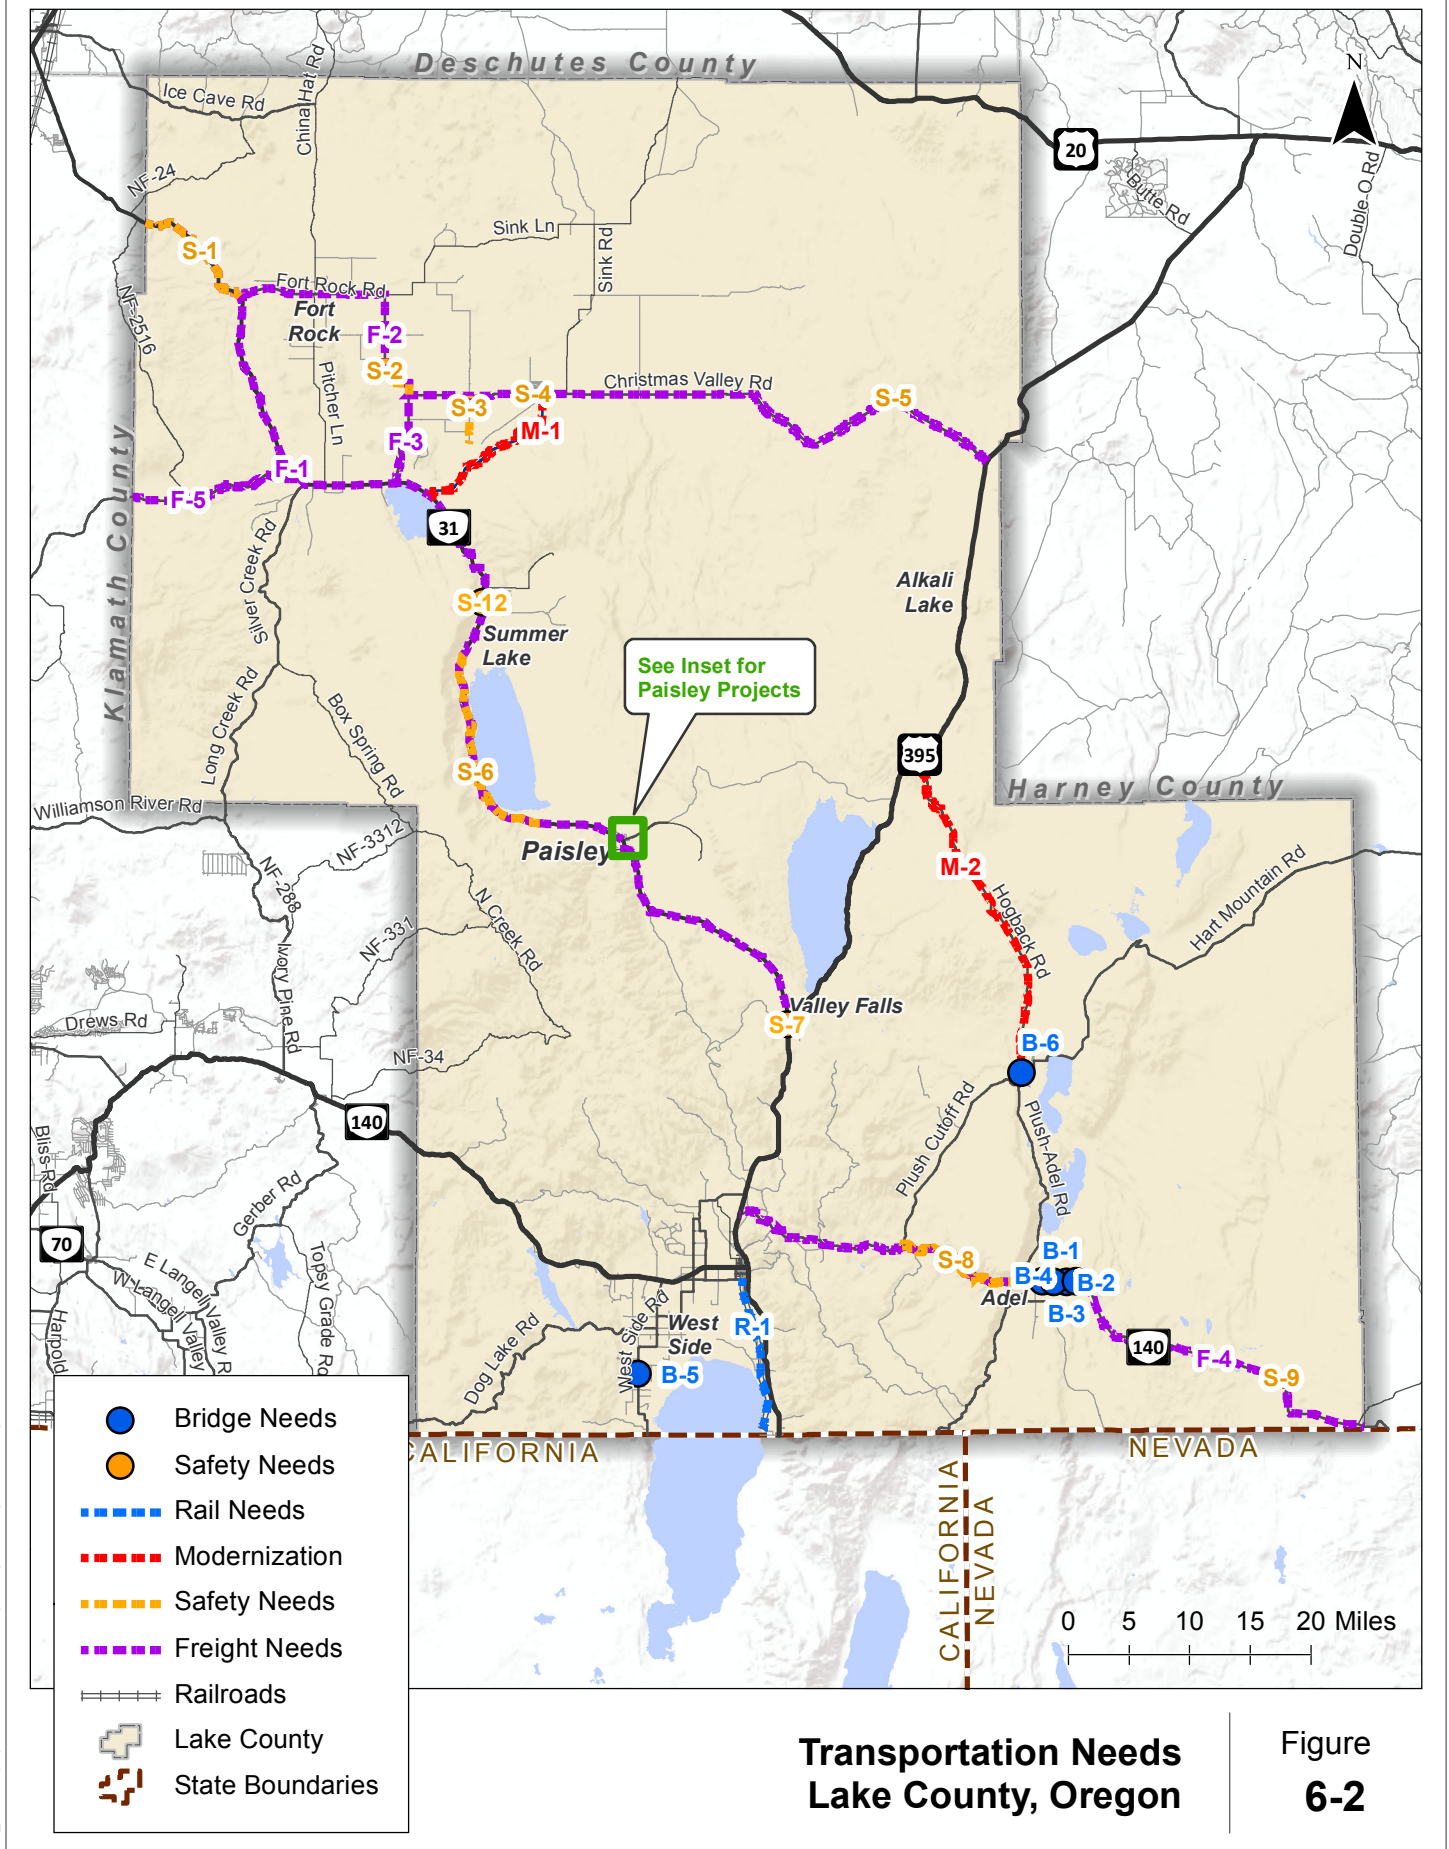 Deschutes County
N
Ice Cave Rd
China Hat Rd
20
NF-24
Butte Rd
Double-O Rd
Sink Ln
Sink Rd
S-1
Fort Rock Rd
Fort
Rock
NF-2516
F-2
S-2
Pitcher Ln
Christmas Valley Rd
S-4
S-5
S-3
M-1
F-3
F-1
F-5
Klamath County
31
Silver Creek Rd
Alkali
Lake
S-12
Summer
Lake
See Inset for
Paisley Projects
Long Creek Rd
Box Spring Rd
395
S-6
Harney County
Williamson River Rd
NF-3312
Paisley
M-2
NF-288
Hogback Rd
Hart Mountain Rd
N Creek Rd
NF-331
Ivory Pine Rd
Valley Falls
S-7
Drews Rd
B-6
NF-34
140
Plush Cutoff Rd
Plush-Adel Rd
Bliss Rd
Gerber Rd
70
E Langell Valley R
W Langell Valley
Topsy Grade Ro
Harpold
S-8
B-1
B-4
B-2
Adel
B-3
West Side Rd
West
Side
R-1
Dog Lake Rd
B-5
140
F-4
S-9
CALIFORNIA
NEVADA
CALIFORNIA
NEVADA
0 5 10 15 20 Miles
Bridge Needs
Safety Needs
Rail Needs
Modernization
Safety Needs
Freight Needs
Railroads
Lake County
State Boundaries
Transportation Needs
Lake County, Oregon
Figure
6-2